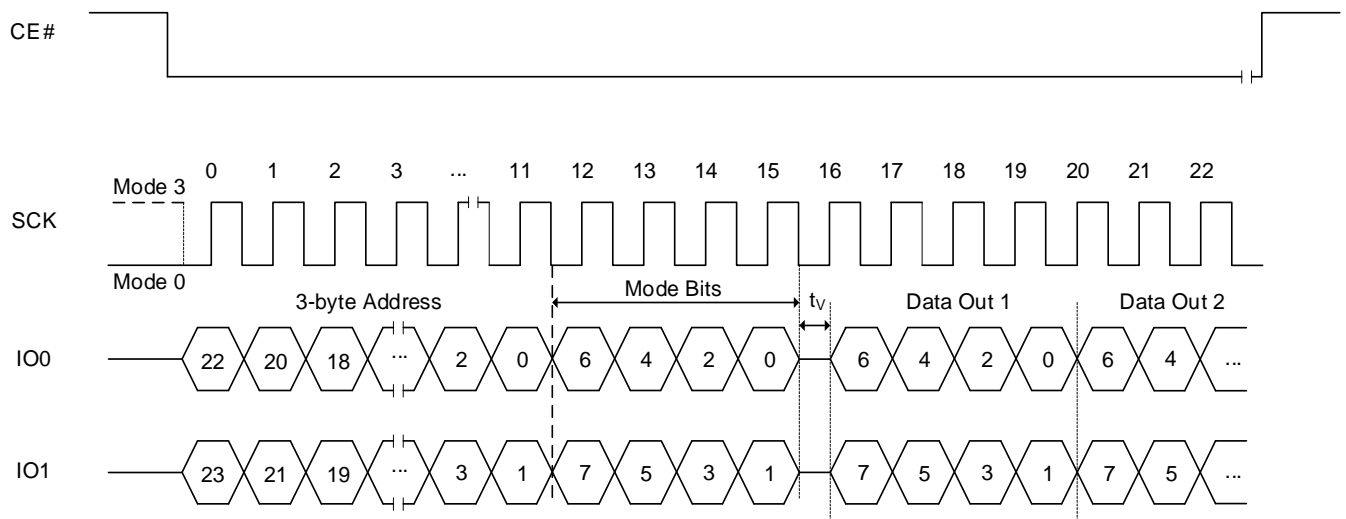 CE#
0 1 2 3 ... 11 12 13 14 15 16 17 18 19 20 21 22
Mode 3
SCK
Mode 0
3-byte Address Mode Bits tV Data Out 1 Data Out 2
IO0 22 20 18 ... 2 0 6 4 2 0 6 4 2 0 6 4 ...
IO1 23 21 19 ... 3 1 7 5 3 1 7 5 3 1 7 5 ...